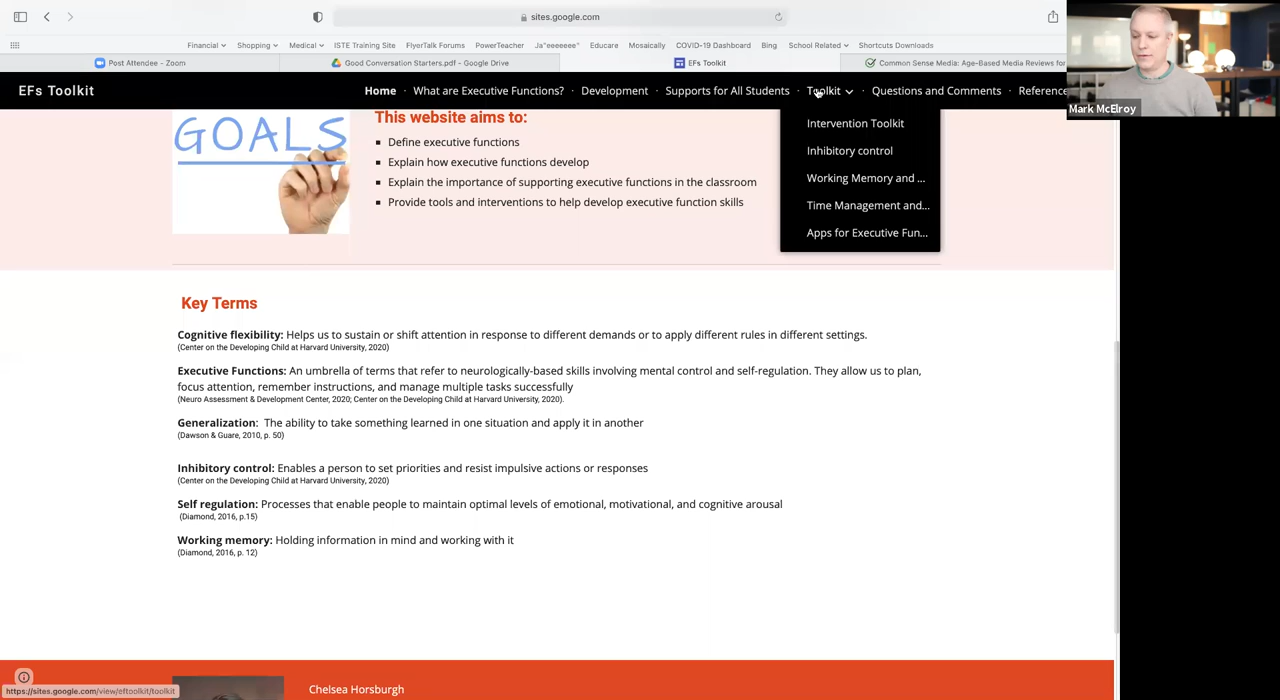 sites.google.com
Financial
Shopping
Medical
ISTE Training Site
FlyerTalk Forums
PowerTeacher
Ja"eeeeeee"
Educare
Mosaically
COVID-19 Dashboard
Bing
School Related
Shortcuts Downloads
Post Attendee - Zoom
Good Conversation Starters.pdf - Google Drive
EFs Toolkit
Common Sense Media: Age-Based Media Reviews for
Mark McElroy
EFs Toolkit
Home · What are Executive Functions? · Development · Supports for All Students · Toolkit · Questions and Comments · Reference
Intervention Toolkit
Inhibitory control
Working Memory and ...
Time Management and...
Apps for Executive Fun...
GOALS
This website aims to:
Define executive functions
Explain how executive functions develop
Explain the importance of supporting executive functions in the classroom
Provide tools and interventions to help develop executive function skills
Key Terms
Cognitive flexibility: Helps us to sustain or shift attention in response to different demands or to apply different rules in different settings.
(Center on the Developing Child at Harvard University, 2020)
Executive Functions: An umbrella of terms that refer to neurologically-based skills involving mental control and self-regulation. They allow us to plan,
focus attention, remember instructions, and manage multiple tasks successfully
(Neuro Assessment & Development Center, 2020; Center on the Developing Child at Harvard University, 2020).
Generalization: The ability to take something learned in one situation and apply it in another
(Dawson & Guare, 2010, p. 50)
Inhibitory control: Enables a person to set priorities and resist impulsive actions or responses
(Center on the Developing Child at Harvard University, 2020)
Self regulation: Processes that enable people to maintain optimal levels of emotional, motivational, and cognitive arousal
(Diamond, 2016, p.15)
Working memory: Holding information in mind and working with it
(Diamond, 2016, p. 12)
Chelsea Horsburgh
https://sites.google.com/view/eftoolkit/toolkit